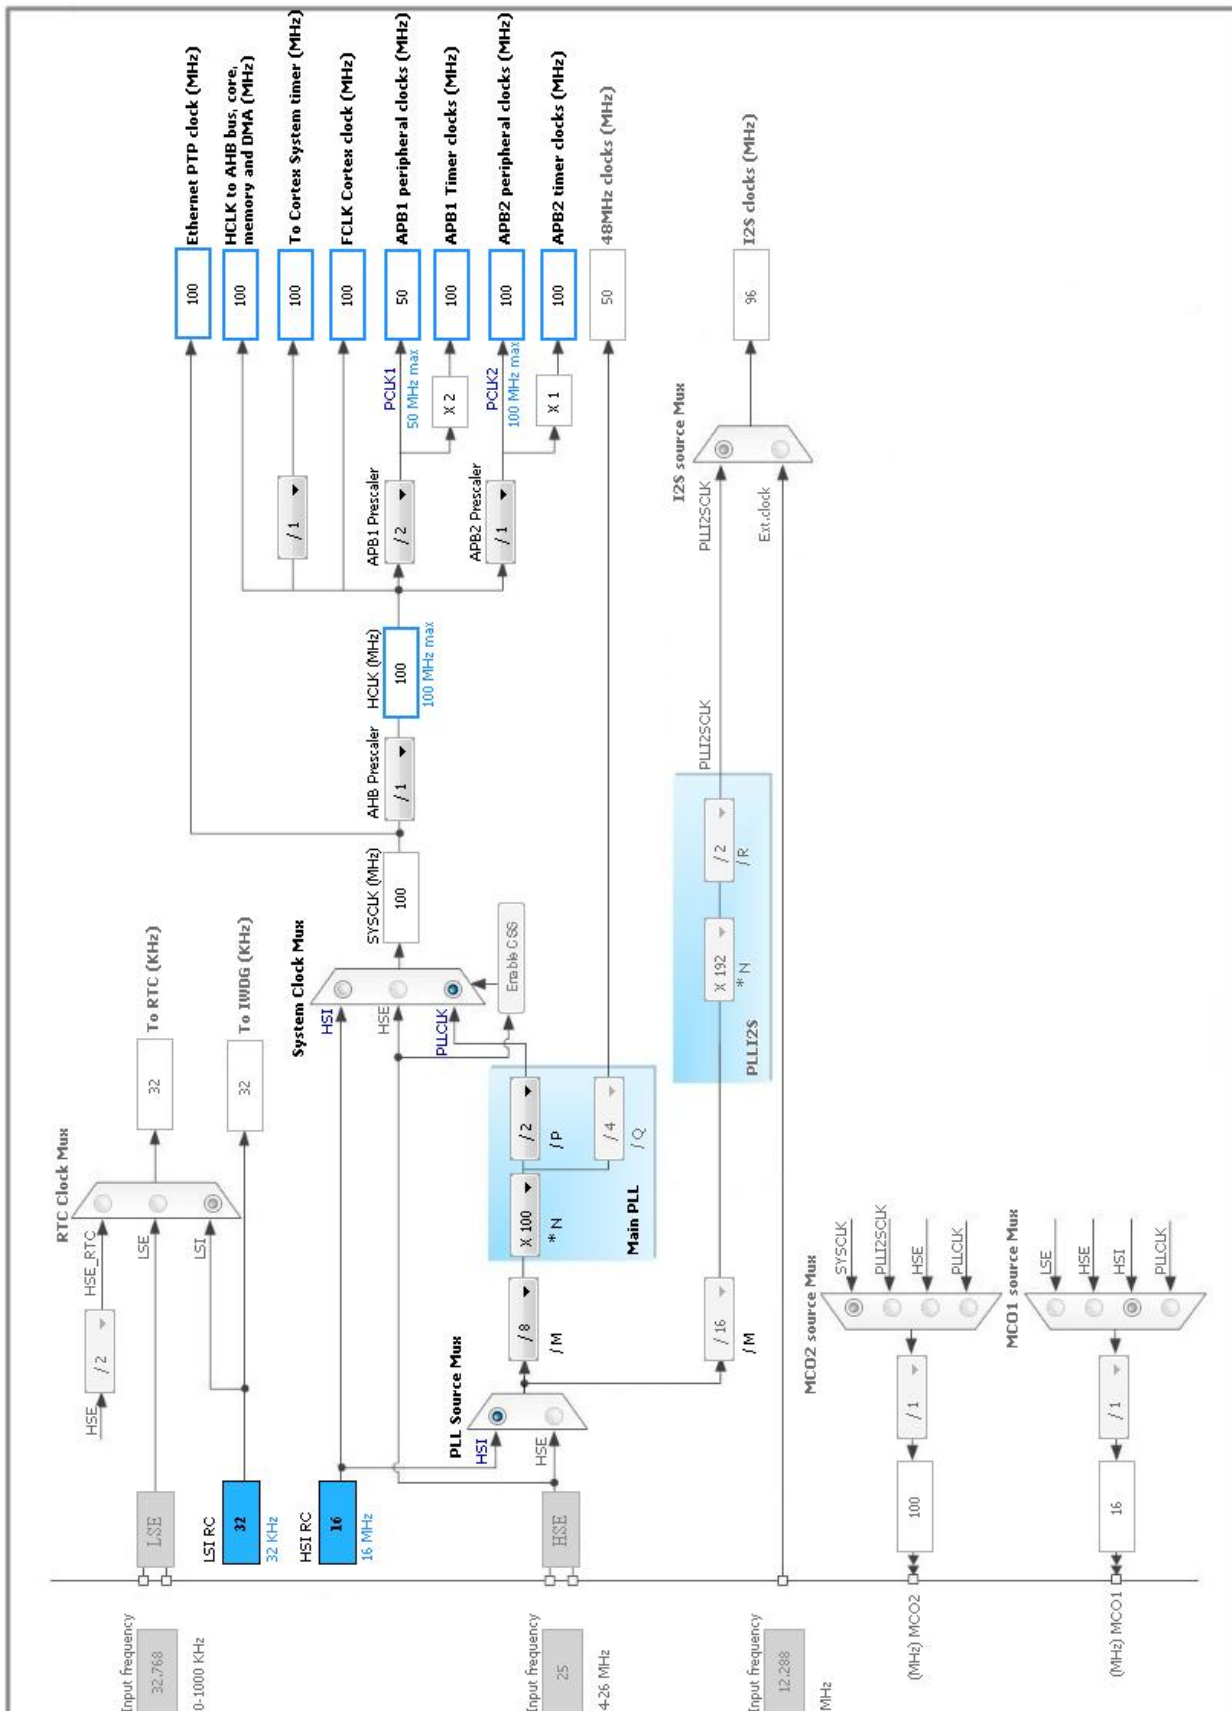 Input frequency
32.768
0-1000 KHz
LSE
HSE
/ 2
HSE_RTC
LSE
LSI
RTC Clock Mux
32
To RTC (KHz)
LSI RC
32
32 KHz
32
To IWDG (KHz)
HSI RC
16
16 MHz
System Clock Mux
HSI
HSE
PLLCLK
Enable CSS
SYSCLK (MHz)
100
AHB Prescaler
/ 1
HCLK (MHz)
100
100 MHz max
100
Ethernet PTP clock (MHz)
100
HCLK to AHB bus, core,
memory and DMA (MHz)
/ 1
100
To Cortex System timer (MHz)
100
FCLK Cortex clock (MHz)
APB1 Prescaler
/ 2
PCLK1
50 MHz max
50
APB1 peripheral clocks (MHz)
X 2
100
APB1 Timer clocks (MHz)
APB2 Prescaler
/ 1
PCLK2
100 MHz max
100
APB2 peripheral clocks (MHz)
X 1
100
APB2 timer clocks (MHz)
50
48MHz clocks (MHz)
Input frequency
25
4-26 MHz
HSE
PLL Source Mux
HSI
HSE
/ 8
/ M
X 100
* N
/ 2
/ P
/ 4
/ Q
Main PLL
/ 16
/ M
X 192
* N
/ 2
/ R
PLLI2S
PLLI2SCLK
PLLI2SCLK
I2S source Mux
Ext.clock
96
I2S clocks (MHz)
Input frequency
12.288
MHz
MCO2 source Mux
(MHz) MCO2
100
/ 1
SYSCLK
PLLI2SCLK
HSE
PLLCLK
MCO1 source Mux
(MHz) MCO1
16
/ 1
LSE
HSE
HSI
PLLCLK